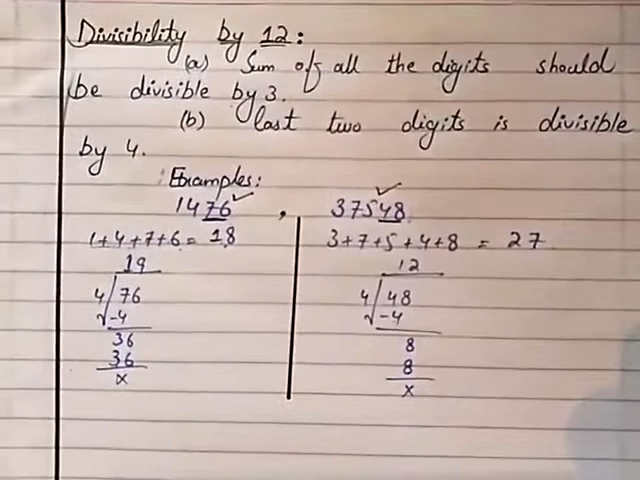 Divisibility by 12:
(a) Sum of all the digits should
be divisible by 3.
(b) last two digits is divisible
by 4.
Examples:
1476✓, 37548✓
1+4+7+6=18 3+7+5+4+8 = 27
19 12
4√76 4√48
-4 -4
36 8
36 8
x x